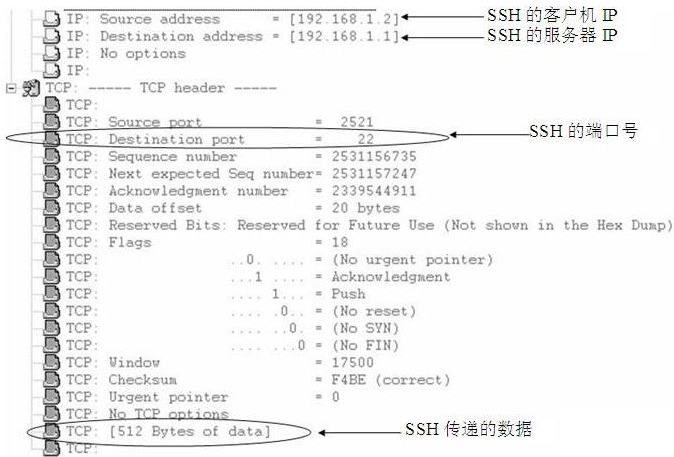 IP: Source address = [192.168.1.2] SSH 的客户机 IP
IP: Destination address = [192.168.1.1] SSH 的服务器 IP
IP: No options
IP:
TCP: ----- TCP header -----
TCP:
TCP: Source port = 2521
TCP: Destination port = 22 SSH 的端口号
TCP: Sequence number = 2531156735
TCP: Next expected Seq number= 2531157247
TCP: Acknowledgment number = 2339544911
TCP: Data offset = 20 bytes
TCP: Reserved Bits: Reserved for Future Use (Not shown in the Hex Dump)
TCP: Flags = 18
TCP: ..0. .... = (No urgent pointer)
TCP: ...1 .... = Acknowledgment
TCP: .... 1... = Push
TCP: .... .0.. = (No reset)
TCP: .... ..0. = (No SYN)
TCP: .... ...0 = (No FIN)
TCP: Window = 17500
TCP: Checksum = F4BE (correct)
TCP: Urgent pointer = 0
TCP: No TCP options
TCP: [512 Bytes of data] SSH 传递的数据
TCP: